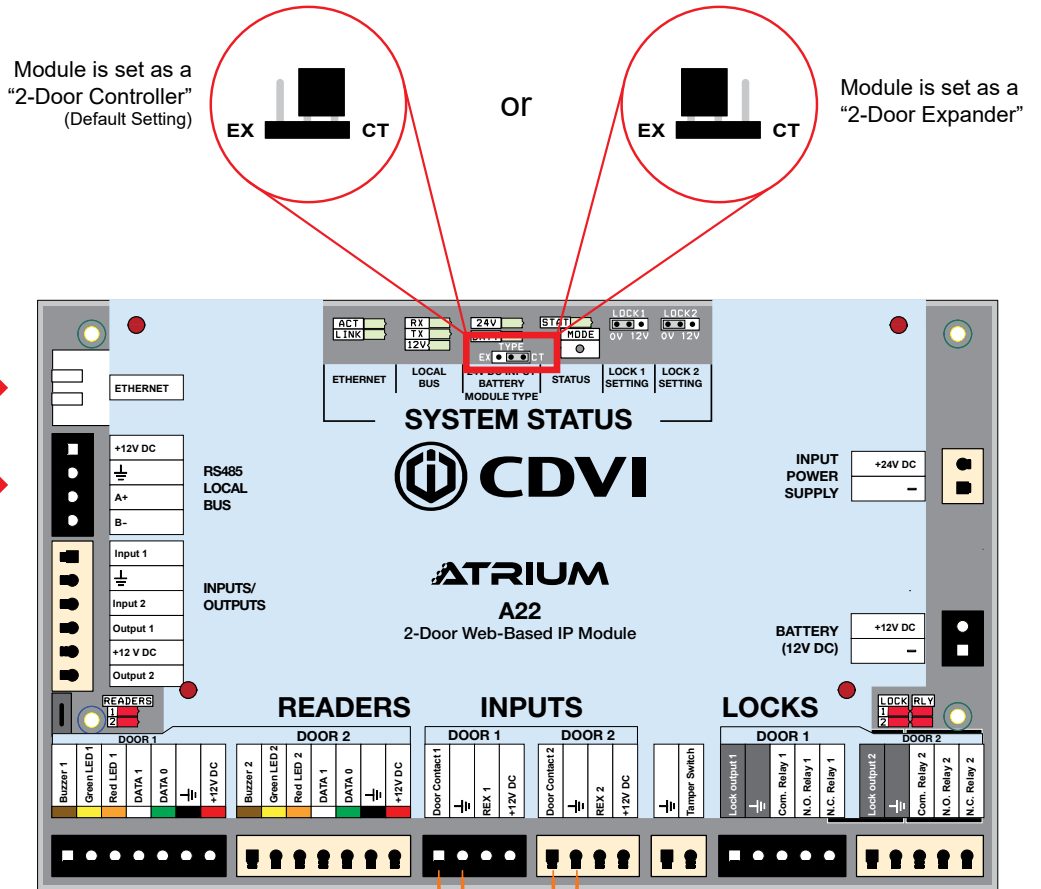 Module is set as a
“2-Door Controller”
(Default Setting)
EX CT
or
EX CT
Module is set as a
“2-Door Expander”
ACT
LINK
RX
TX
12V
24V
STAT
MODE
TYPE
EX CT
LOCK1
0V 12V
LOCK2
0V 12V
ETHERNET
LOCAL
BUS
BATTERY
MODULE TYPE
STATUS
LOCK 1
SETTING
LOCK 2
SETTING
SYSTEM STATUS
CDVI
ATRIUM
A22
2-Door Web-Based IP Module
ETHERNET
+12V DC
A+
B-
RS485
LOCAL
BUS
Input 1
Input 2
Output 1
+12 V DC
Output 2
INPUTS/
OUTPUTS
INPUT
POWER
SUPPLY
+24V DC
–
BATTERY
(12V DC)
+12V DC
–
READERS
1
2
LOCK RLY
1
2
READERS
DOOR 1
Buzzer 1
Green LED 1
Red LED 1
DATA 1
DATA 0
+12V DC
DOOR 2
Buzzer 2
Green LED 2
Red LED 2
DATA 1
DATA 0
+12V DC
INPUTS
DOOR 1
Door Contact 1
REX 1
+12V DC
DOOR 2
Door Contact 2
REX 2
+12V DC
Tamper Switch
LOCKS
DOOR 1
Lock output 1
Com. Relay 1
N.O. Relay 1
N.C. Relay 1
DOOR 2
Lock output 2
Com. Relay 2
N.O. Relay 2
N.C. Relay 2